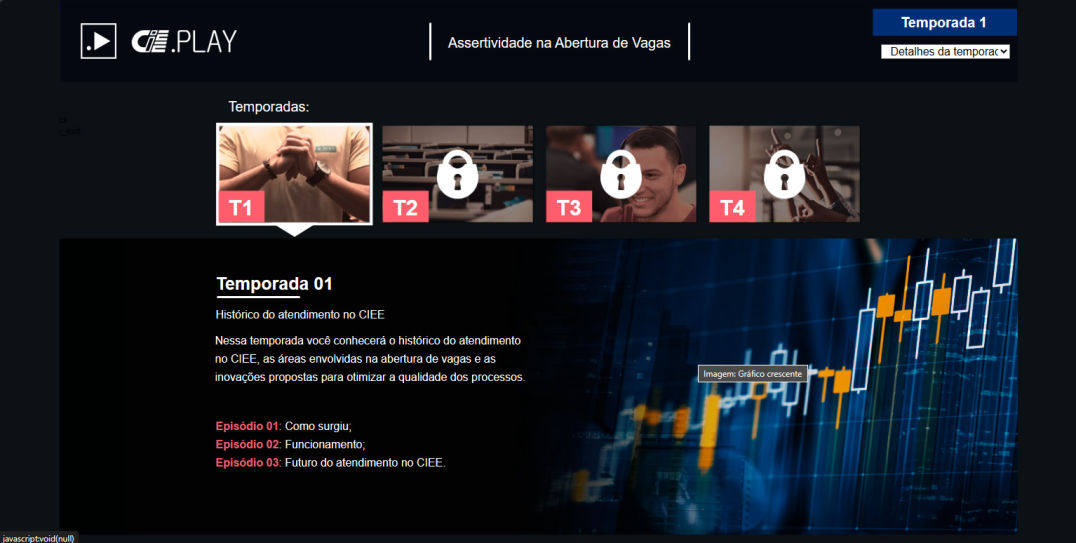 CIEE.PLAY
Assertividade na Abertura de Vagas
Temporada 1
Detalhes da temporac
Temporadas:
T1
T2
T3
T4
Temporada 01
Histórico do atendimento no CIEE
Nessa temporada você conhecerá o histórico do atendimento
no CIEE, as áreas envolvidas na abertura de vagas e as
inovações propostas para otimizar a qualidade dos processos.
Imagem: Gráfico crescente
Episódio 01: Como surgiu;
Episódio 02: Funcionamento;
Episódio 03: Futuro do atendimento no CIEE.
javascript:void(null)